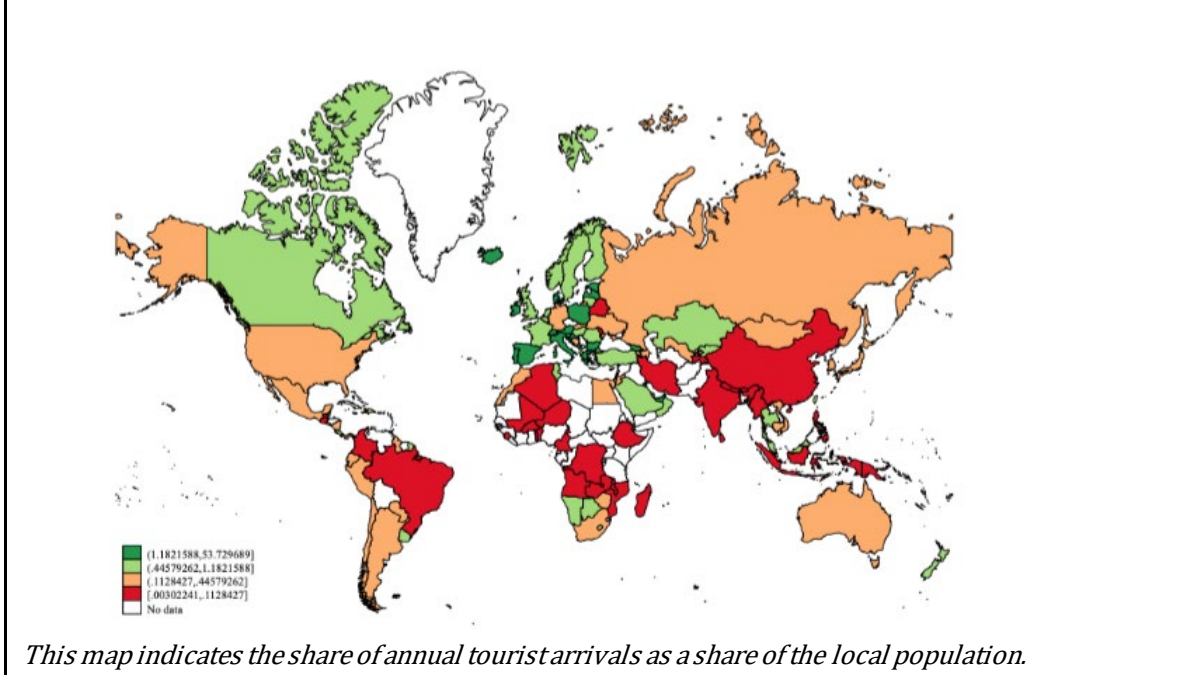 (1.1821588,53.729689]
(.44579262,1.1821588]
(.1128427,.44579262]
[.00302241,.1128427]
No data
This map indicates the share of annual tourist arrivals as a share of the local population.